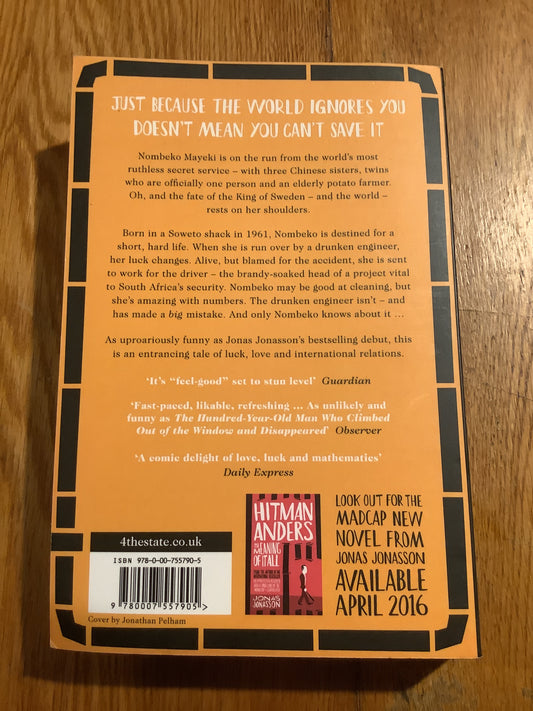 JUST BECAUSE THE WORLD IGNORES YOU
DOESN'T MEAN YOU CAN'T SAVE IT
Nombeko Mayeki is on the run from the world's most
ruthless secret service – with three Chinese sisters, twins
who are officially one person and an elderly potato farmer.
Oh, and the fate of the King of Sweden – and the world –
rests on her shoulders.
Born in a Soweto shack in 1961, Nombeko is destined for a
short, hard life. When she is run over by a drunken engineer,
her luck changes. Alive, but blamed for the accident, she is sent
to work for the driver – the brandy-soaked head of a project vital
to South Africa's security. Nombeko may be good at cleaning, but
she's amazing with numbers. The drunken engineer isn't – and
has made a big mistake. And only Nombeko knows about it ...
As uproariously funny as Jonas Jonasson's bestselling debut, this
is an entrancing tale of luck, love and international relations.
'It's "feel-good" set to stun level' Guardian
'Fast-paced, likable, refreshing ... As unlikely and
funny as The Hundred-Year-Old Man Who Climbed
Out of the Window and Disappeared' Observer
'A comic delight of love, luck and mathematics'
Daily Express
4thestate.co.uk
ISBN 978-0-00-755790-5
9 780007 557905 >
Cover by Jonathan Pelham
HITMAN
ANDERS
AND THE
MEANING
OF IT ALL
JONAS
JONASSON
LOOK OUT FOR THE
MADCAP NEW
NOVEL FROM
JONAS JONASSON
AVAILABLE
APRIL 2016